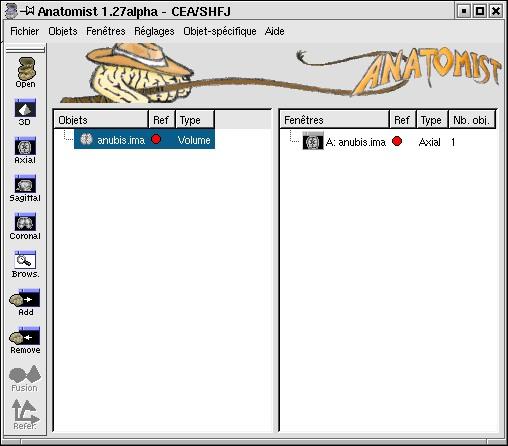 Anatomist 1.27alpha - CEA/SHFJ
Fichier Objets Fenêtres Réglages Objet-spécifique Aide
ANATOMIST
Open
3D
Axial
Sagittal
Coronal
Brows.
Add
Remove
Fusion
Refer.
Objets Ref Type
anubis.ima Volume
Fenêtres Ref Type Nb. obj.
A: anubis.ima Axial 1